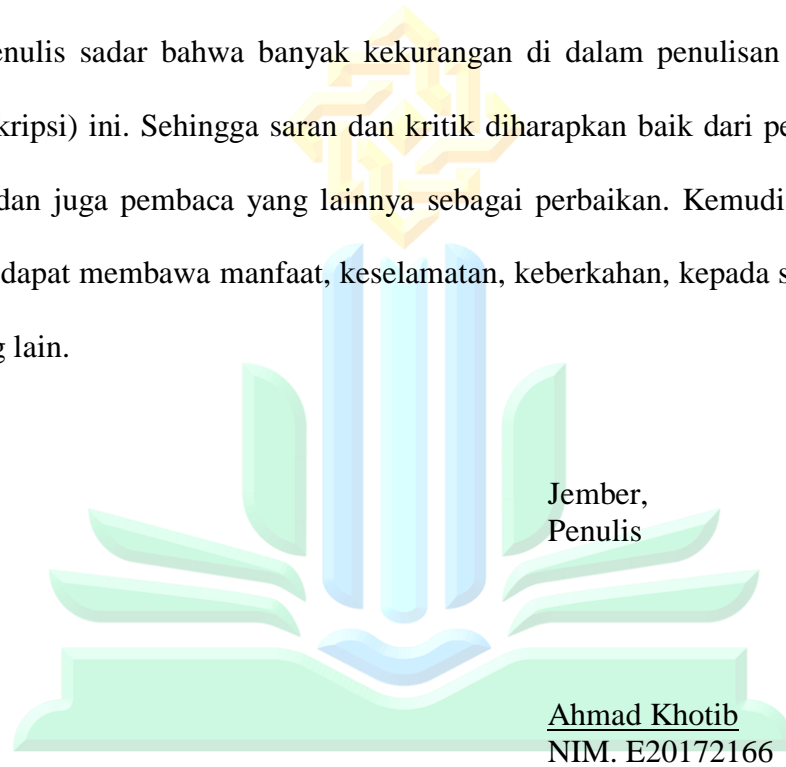 enulis sadar bahwa banyak kekurangan di dalam penulisan
kripsi) ini. Sehingga saran dan kritik diharapkan baik dari pe
dan juga pembaca yang lainnya sebagai perbaikan. Kemudi
dapat membawa manfaat, keselamatan, keberkahan, kepada s
g lain.
Jember,
Penulis
Ahmad Khotib
NIM. E20172166